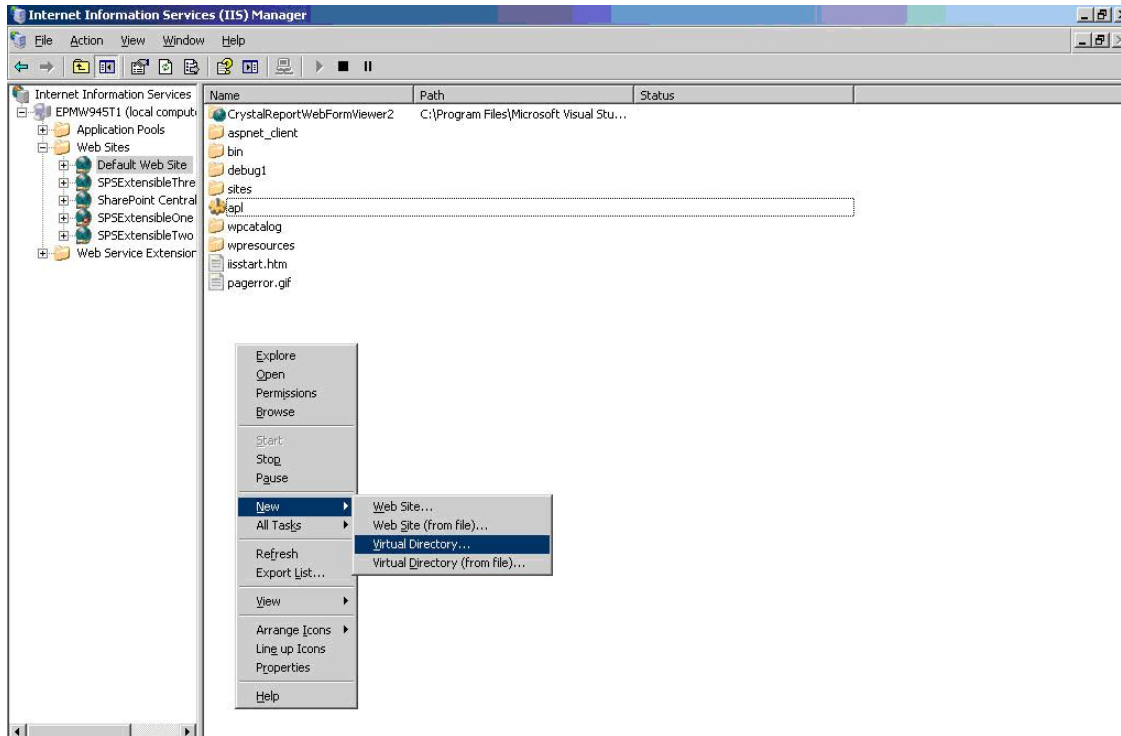 Internet Information Services (IIS) Manager
File Action View Window Help
Internet Information Services
EPMW945T1 (local compute
Application Pools
Web Sites
Default Web Site
SPSExtensibleThre
SharePoint Central
SPSExtensibleOne
SPSExtensibleTwo
Web Service Extension
Name Path Status
CrystalReportWebFormViewer2 C:\Program Files\Microsoft Visual Stu...
aspnet_client
bin
debug1
sites
apl
wpcatalog
wpresources
iisstart.htm
pagerror.gif
Explore
Open
Permissions
Browse
Start
Stop
Pause
New
All Tasks
Refresh
Export List...
View
Arrange Icons
Line up Icons
Properties
Help
Web Site...
Web Site (from file)...
Virtual Directory...
Virtual Directory (from file)...